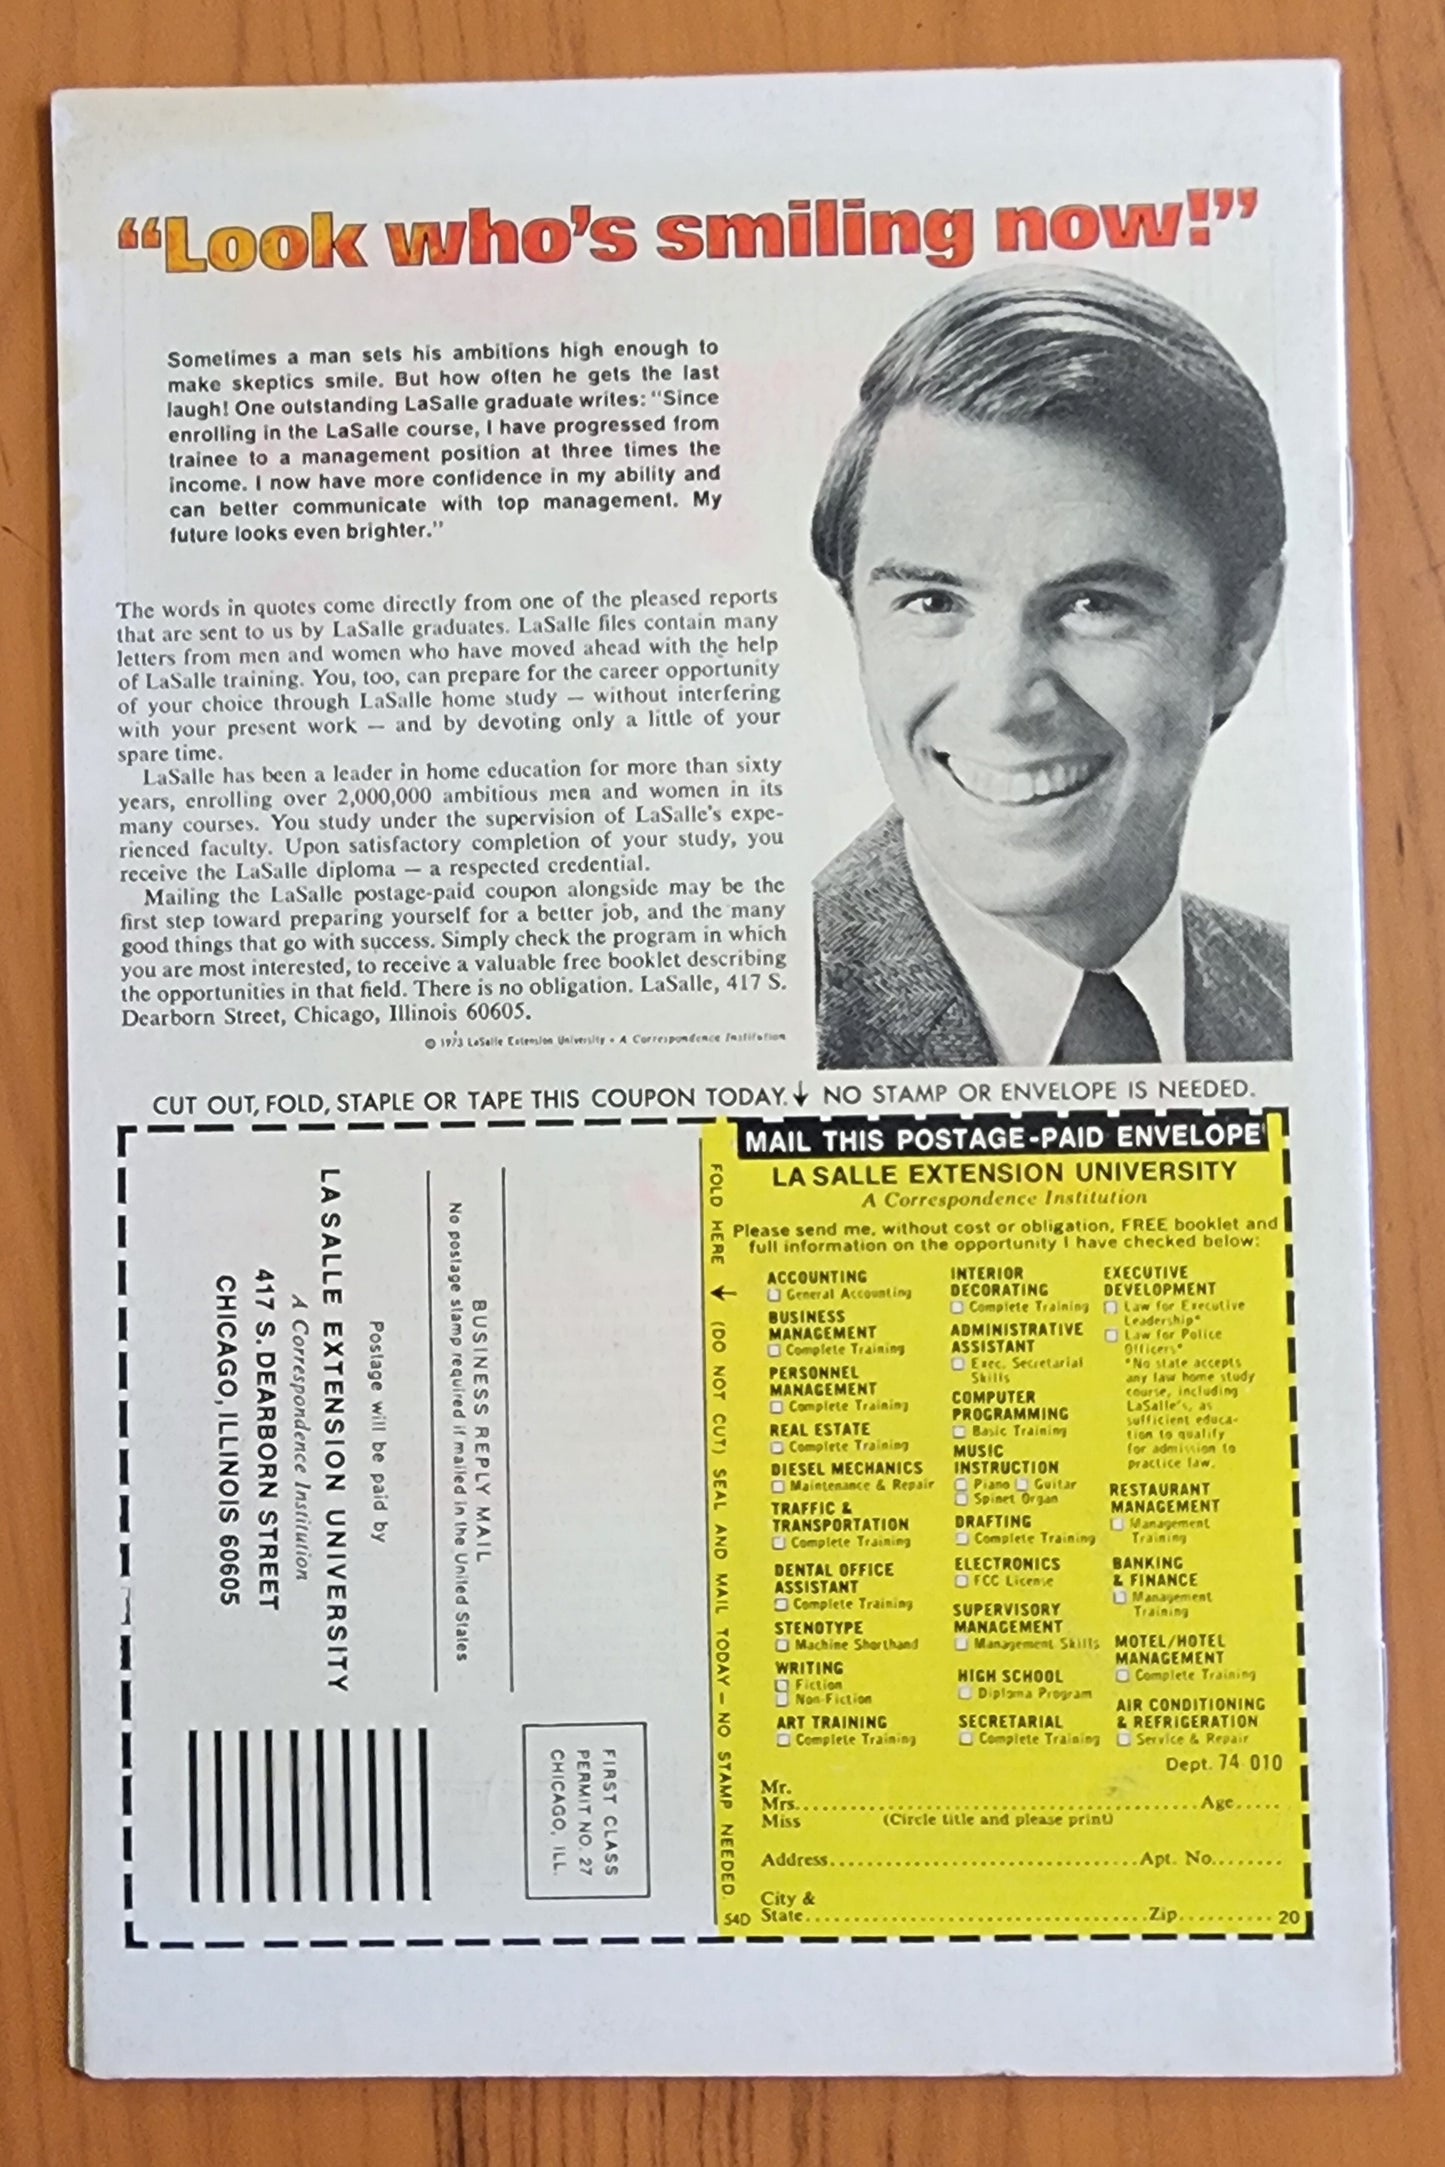 “Look who's smiling now!”
Sometimes a man sets his ambitions high enough to
make skeptics smile. But how often he gets the last
laugh! One outstanding LaSalle graduate writes: “Since
enrolling in the LaSalle course, I have progressed from
trainee to a management position at three times the
income. I now have more confidence in my ability and
can better communicate with top management. My
future looks even brighter.”
The words in quotes come directly from one of the pleased reports
that are sent to us by LaSalle graduates. LaSalle files contain many
letters from men and women who have moved ahead with the help
of LaSalle training. You, too, can prepare for the career opportunity
of your choice through LaSalle home study — without interfering
with your present work — and by devoting only a little of your
spare time.
LaSalle has been a leader in home education for more than sixty
years, enrolling over 2,000,000 ambitious men and women in its
many courses. You study under the supervision of LaSalle's expe-
rienced faculty. Upon satisfactory completion of your study, you
receive the LaSalle diploma — a respected credential.
Mailing the LaSalle postage-paid coupon alongside may be the
first step toward preparing yourself for a better job, and the many
good things that go with success. Simply check the program in which
you are most interested, to receive a valuable free booklet describing
the opportunities in that field. There is no obligation. LaSalle, 417 S.
Dearborn Street, Chicago, Illinois 60605.
© 1973 LaSalle Extension University • A Correspondence Institution
CUT OUT, FOLD, STAPLE OR TAPE THIS COUPON TODAY. ↓ NO STAMP OR ENVELOPE IS NEEDED.
FIRST CLASS
PERMIT NO. 27
CHICAGO, ILL.
BUSINESS REPLY MAIL
No postage stamp required if mailed in the United States
Postage will be paid by
LA SALLE EXTENSION UNIVERSITY
A Correspondence Institution
417 S. DEARBORN STREET
CHICAGO, ILLINOIS 60605
FOLD HERE ↓ (DO NOT CUT) SEAL AND MAIL TODAY – NO STAMP NEEDED.
54D
MAIL THIS POSTAGE-PAID ENVELOPE
LA SALLE EXTENSION UNIVERSITY
A Correspondence Institution
Please send me, without cost or obligation, FREE booklet and
full information on the opportunity I have checked below:
ACCOUNTING
☐ General Accounting
BUSINESS
MANAGEMENT
☐ Complete Training
PERSONNEL
MANAGEMENT
☐ Complete Training
REAL ESTATE
☐ Complete Training
DIESEL MECHANICS
☐ Maintenance & Repair
TRAFFIC &
TRANSPORTATION
☐ Complete Training
DENTAL OFFICE
ASSISTANT
☐ Complete Training
STENOTYPE
☐ Machine Shorthand
WRITING
☐ Fiction
☐ Non-Fiction
ART TRAINING
☐ Complete Training
INTERIOR
DECORATING
☐ Complete Training
ADMINISTRATIVE
ASSISTANT
☐ Exec. Secretarial
Skills
COMPUTER
PROGRAMMING
☐ Basic Training
MUSIC
INSTRUCTION
☐ Piano ☐ Guitar
☐ Spinet Organ
DRAFTING
☐ Complete Training
ELECTRONICS
☐ FCC License
SUPERVISORY
MANAGEMENT
☐ Management Skills
HIGH SCHOOL
☐ Diploma Program
SECRETARIAL
☐ Complete Training
EXECUTIVE
DEVELOPMENT
☐ Law for Executive
Leadership*
☐ Law for Police
Officers*
*No state accepts
any law home study
course, including
LaSalle's, as
sufficient educa-
tion to qualify
for admission to
practice law.
RESTAURANT
MANAGEMENT
☐ Management
Training
BANKING
& FINANCE
☐ Management
Training
MOTEL/HOTEL
MANAGEMENT
☐ Complete Training
AIR CONDITIONING
& REFRIGERATION
☐ Service & Repair
Dept. 74 010
Mr.
Mrs.......................................................Age.....
Miss (Circle title and please print)
Address.......................................Apt. No........
City &
State...........................................Zip.......... 20